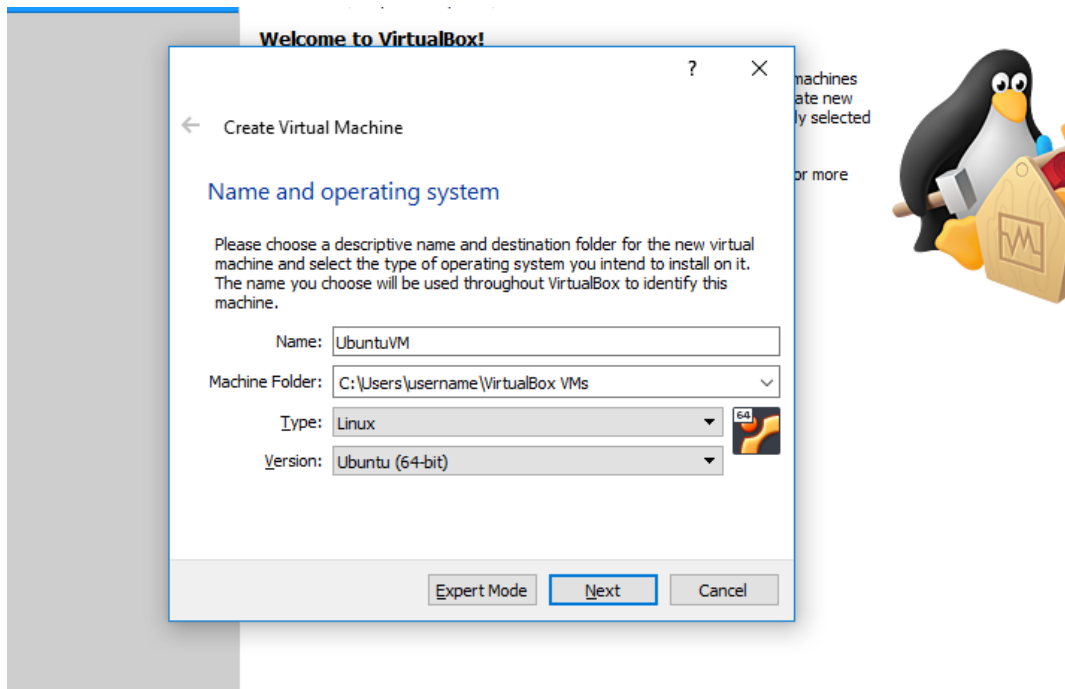 Welcome to VirtualBox!
?
machines
ate new
ly selected
Create Virtual Machine
or more
Name and operating system
Please choose a descriptive name and destination folder for the new virtual
machine and select the type of operating system you intend to install on it.
The name you choose will be used throughout VirtualBox to identify this
machine.
Name: UbuntuVM
Machine Folder: C:\Users\username\VirtualBox VMs
Type: Linux
64
Version: Ubuntu (64-bit)
Expert Mode Next Cancel